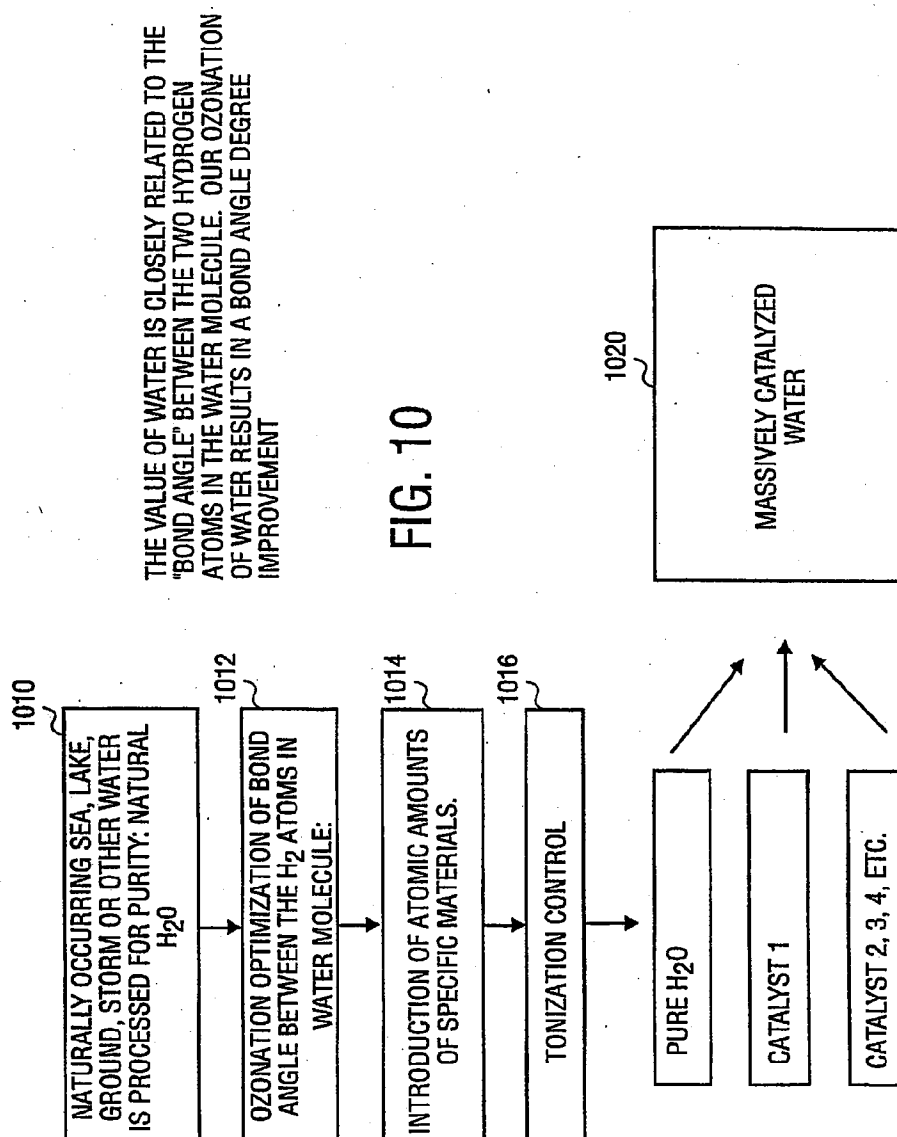 1010
NATURALLY OCCURRING SEA, LAKE,
GROUND, STORM OR OTHER WATER
IS PROCESSED FOR PURITY: NATURAL
H2O
1012
OZONATION OPTIMIZATION OF BOND
ANGLE BETWEEN THE H2 ATOMS IN
WATER MOLECULE:
1014
INTRODUCTION OF ATOMIC AMOUNTS
OF SPECIFIC MATERIALS.
1016
TONIZATION CONTROL
PURE H2O
CATALYST 1
CATALYST 2, 3, 4, ETC.
1020
MASSIVELY CATALYZED
WATER
THE VALUE OF WATER IS CLOSELY RELATED TO THE
"BOND ANGLE" BETWEEN THE TWO HYDROGEN
ATOMS IN THE WATER MOLECULE. OUR OZONATION
OF WATER RESULTS IN A BOND ANGLE DEGREE
IMPROVEMENT
FIG. 10